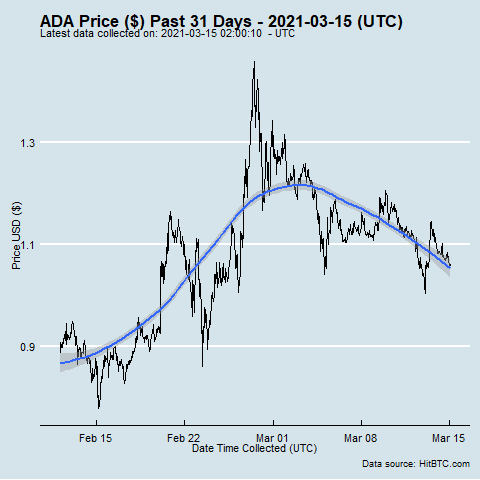 ADA Price ($) Past 31 Days - 2021-03-15 (UTC)
Latest data collected on: 2021-03-15 02:00:10 - UTC
Price USD ($)
1.3
1.1
0.9
Feb 15
Feb 22
Mar 01
Mar 08
Mar 15
Date Time Collected (UTC)
Data source: HitBTC.com